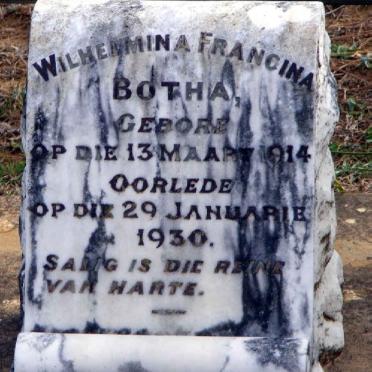 WILHELMINA FRANCINA
BOTHA,
GEBORE
OP DIE 13 MAART 1914
OORLEDE
OP DIE 29 JANUARIE
1930.
SALIG IS DIE REINE
VAN HARTE.